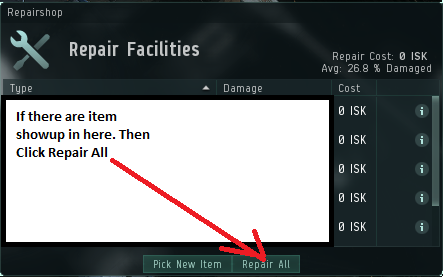 Repairshop
Repair Facilities
Repair Cost: 0 ISK
Avg: 26.8 % Damaged
Type Damage Cost
If there are item
showup in here. Then
Click Repair All
0 ISK
0 ISK
0 ISK
0 ISK
0 ISK
Pick New Item Repair All